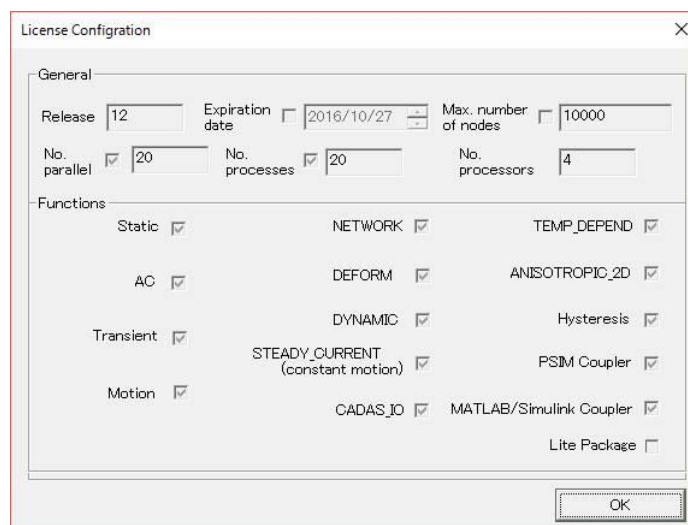 License Configration
General
Release 12 Expiration date 2016/10/27 Max. number of nodes 10000
No. parallel 20 No. processes 20 No. processors 4
Functions
Static NETWORK TEMP_DEPEND
AC DEFORM ANISOTROPIC_2D
Transient DYNAMIC Hysteresis
STEADY_CURRENT (constant motion) PSIM Coupler
Motion CADAS_IO MATLAB/Simulink Coupler
Lite Package
OK